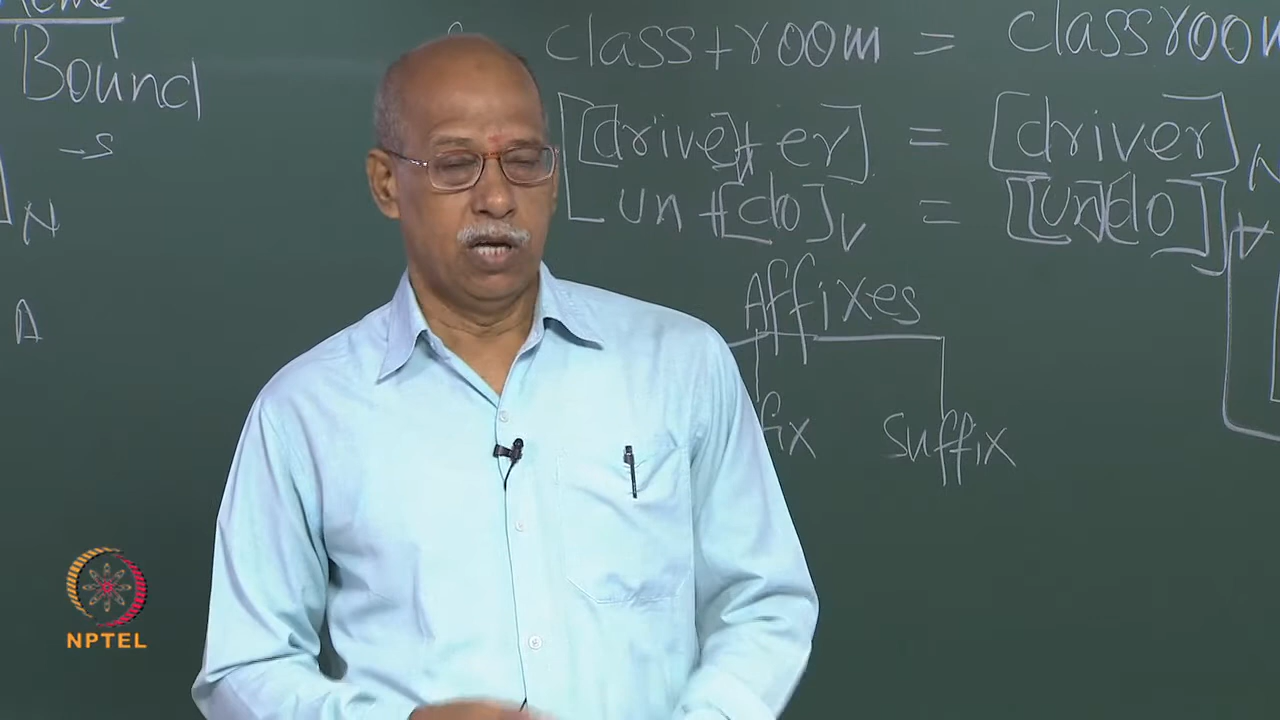 Bound
-s
N
A
class + room = classroom
[[drive] + er] = [driver]N
[un + [do]V = [[un][do]]V
Affixes
fix
suffix
NPTEL